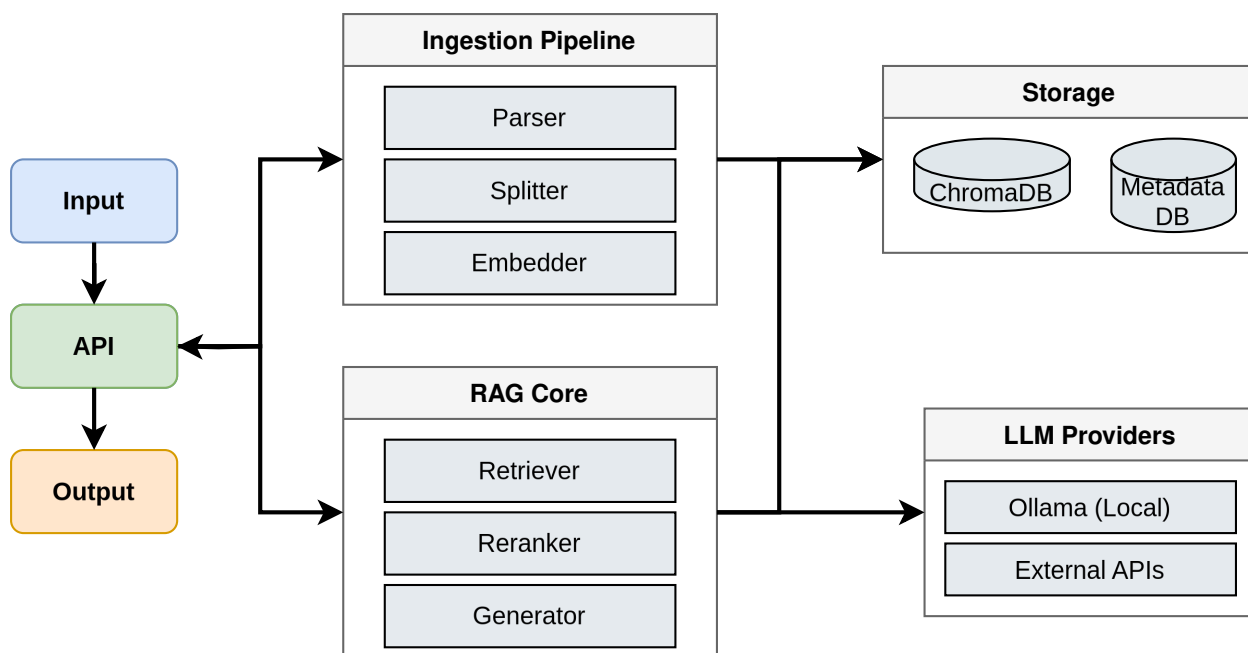 Input
API
Output
Ingestion Pipeline
Parser
Splitter
Embedder
RAG Core
Retriever
Reranker
Generator
Storage
ChromaDB
Metadata
DB
LLM Providers
Ollama (Local)
External APIs